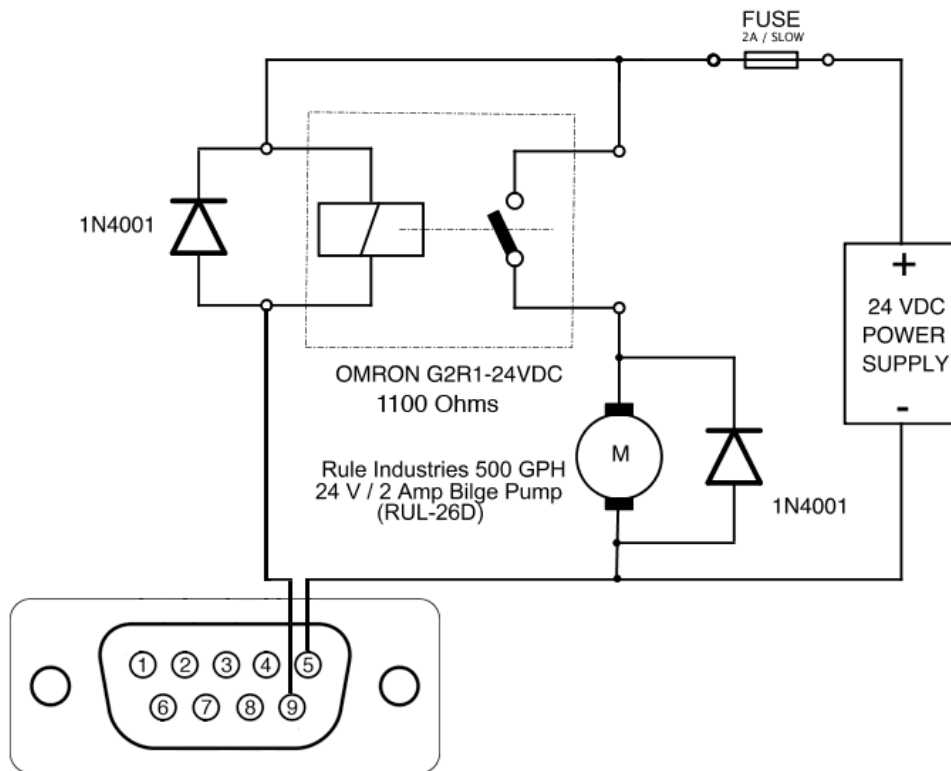 FUSE
2A / SLOW
1N4001
+
24 VDC
POWER
SUPPLY
-
OMRON G2R1-24VDC
1100 Ohms
M
Rule Industries 500 GPH
24 V / 2 Amp Bilge Pump
(RUL-26D)
1N4001
1 2 3 4 5
6 7 8 9